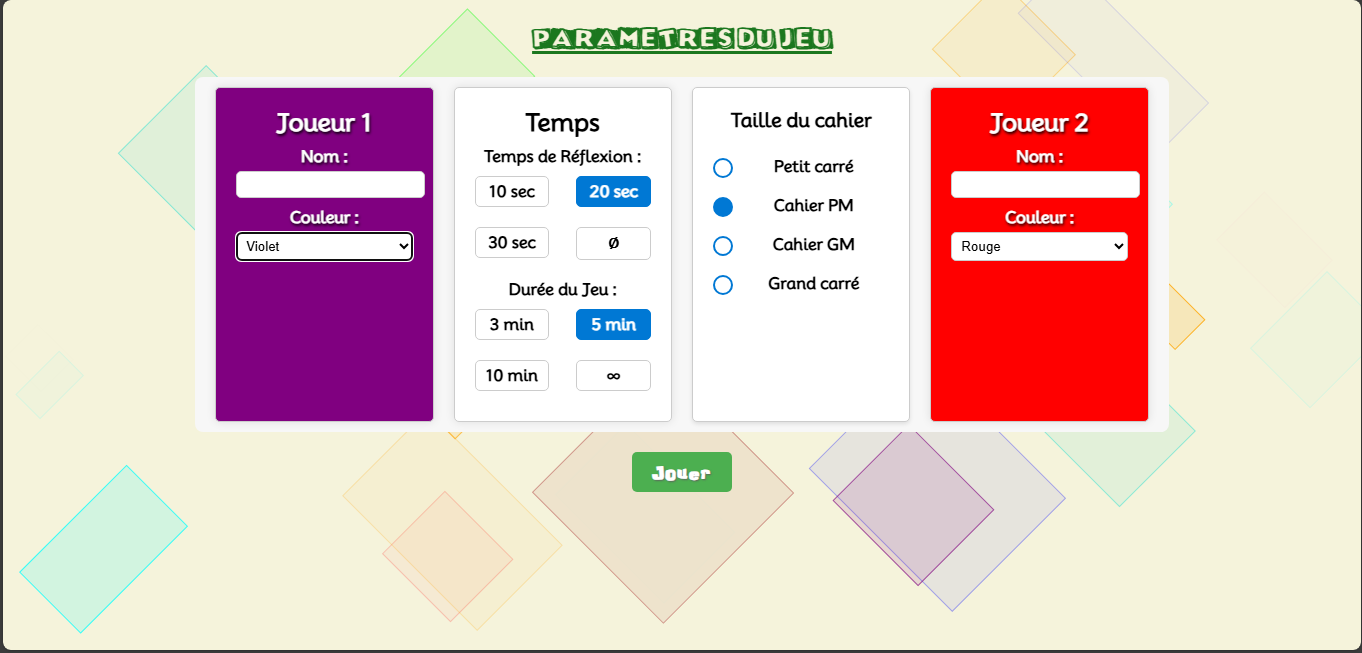 PARAMETRES DU JEU
Joueur 1
Nom :
Couleur :
Violet
Temps
Temps de Réflexion :
10 sec
20 sec
30 sec
Ø
Durée du Jeu :
3 min
5 min
10 min
∞
Taille du cahier
Petit carré
Cahier PM
Cahier GM
Grand carré
Joueur 2
Nom :
Couleur :
Rouge
Jouer